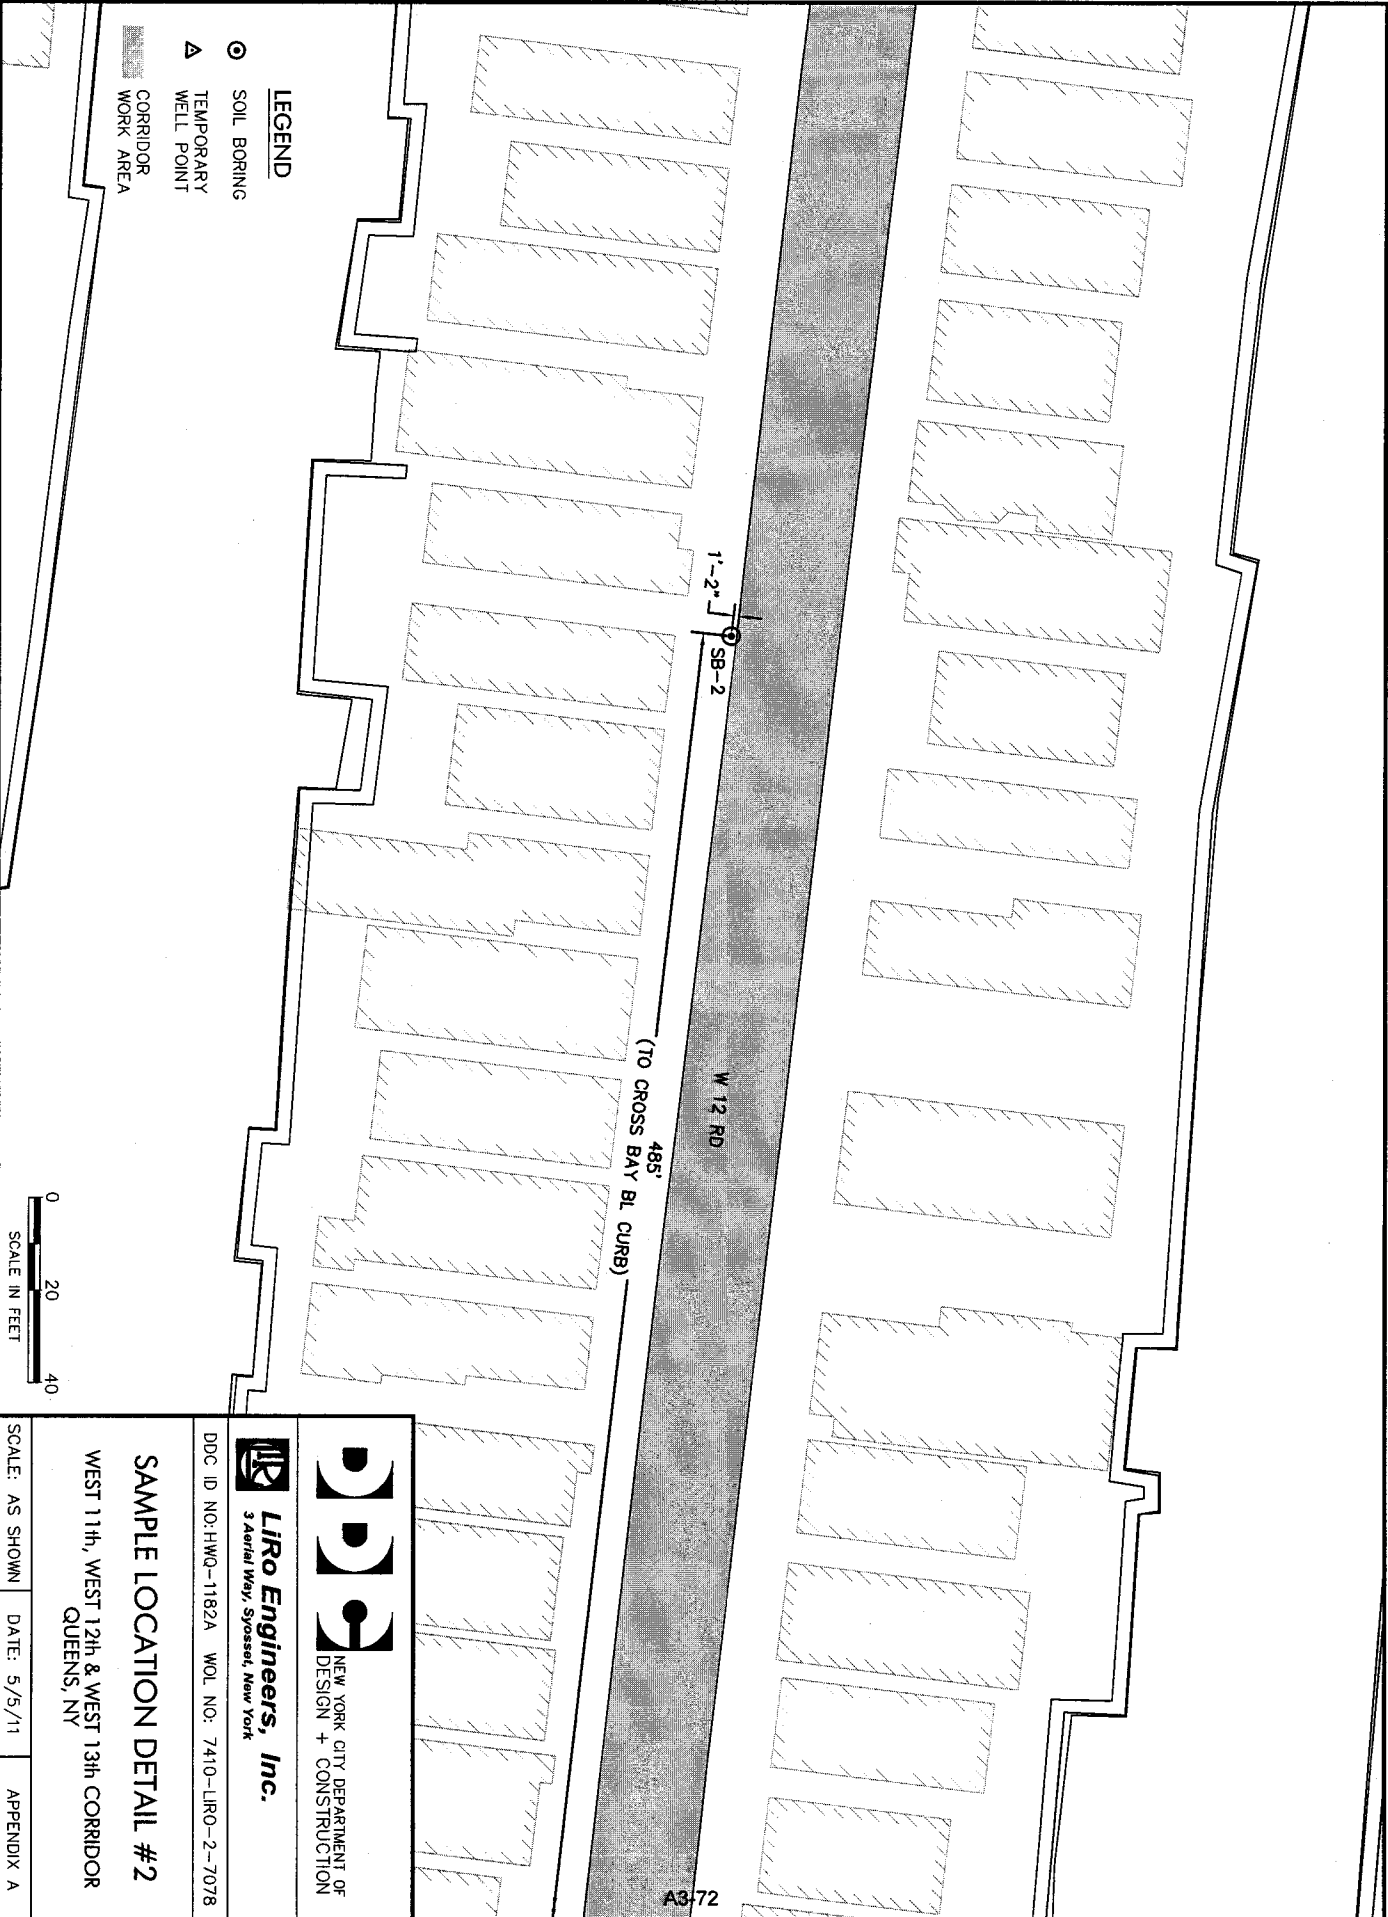 LEGEND
SOIL BORING
TEMPORARY
WELL POINT
CORRIDOR
WORK AREA
1'-2"
SB-2
W 12 RD
485'
(TO CROSS BAY BL CURB)
0 20 40
SCALE IN FEET
NEW YORK CITY DEPARTMENT OF
DESIGN + CONSTRUCTION
LiRo Engineers, Inc.
3 Aerial Way, Syosset, New York
DDC ID NO:HWQ-1182A WOL NO: 7410-LIRO-2-7078
SAMPLE LOCATION DETAIL #2
WEST 11th, WEST 12th & WEST 13th CORRIDOR
QUEENS, NY
SCALE: AS SHOWN DATE: 5/5/11 APPENDIX A
A3-72